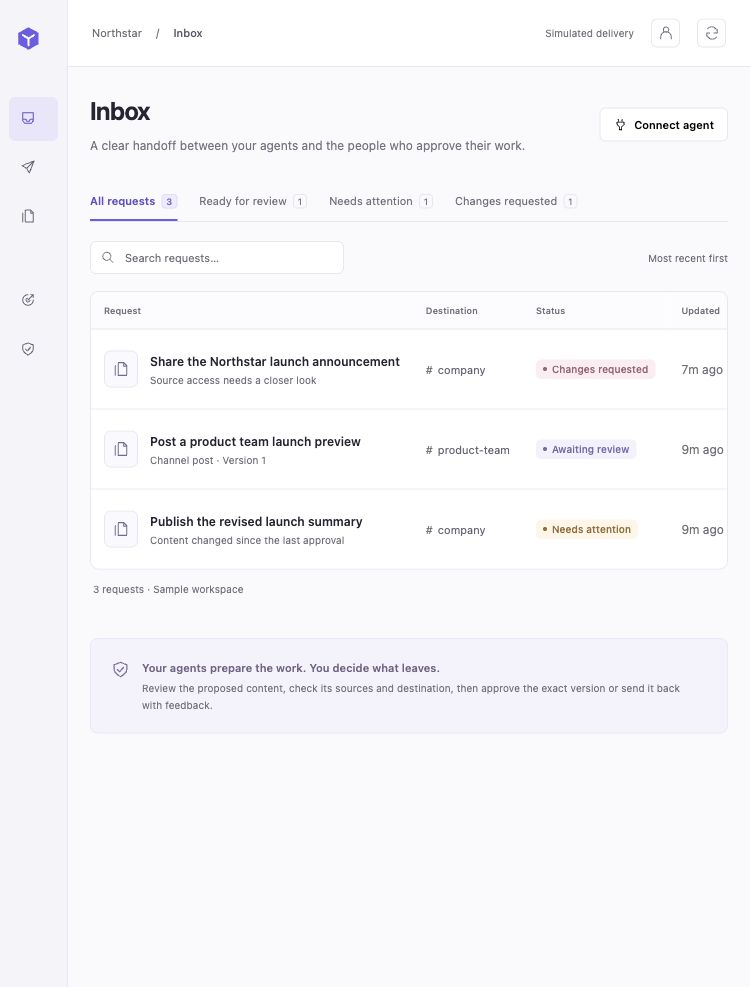 Northstar / Inbox
Simulated delivery
Inbox
A clear handoff between your agents and the people who approve their work.
Connect agent
All requests 3 Ready for review 1 Needs attention 1 Changes requested 1
Search requests...
Most recent first
Request Destination Status Updated
Share the Northstar launch announcement
Source access needs a closer look
# company
Changes requested
7m ago
Post a product team launch preview
Channel post · Version 1
# product-team
Awaiting review
9m ago
Publish the revised launch summary
Content changed since the last approval
# company
Needs attention
9m ago
3 requests · Sample workspace
Your agents prepare the work. You decide what leaves.
Review the proposed content, check its sources and destination, then approve the exact version or send it back
with feedback.